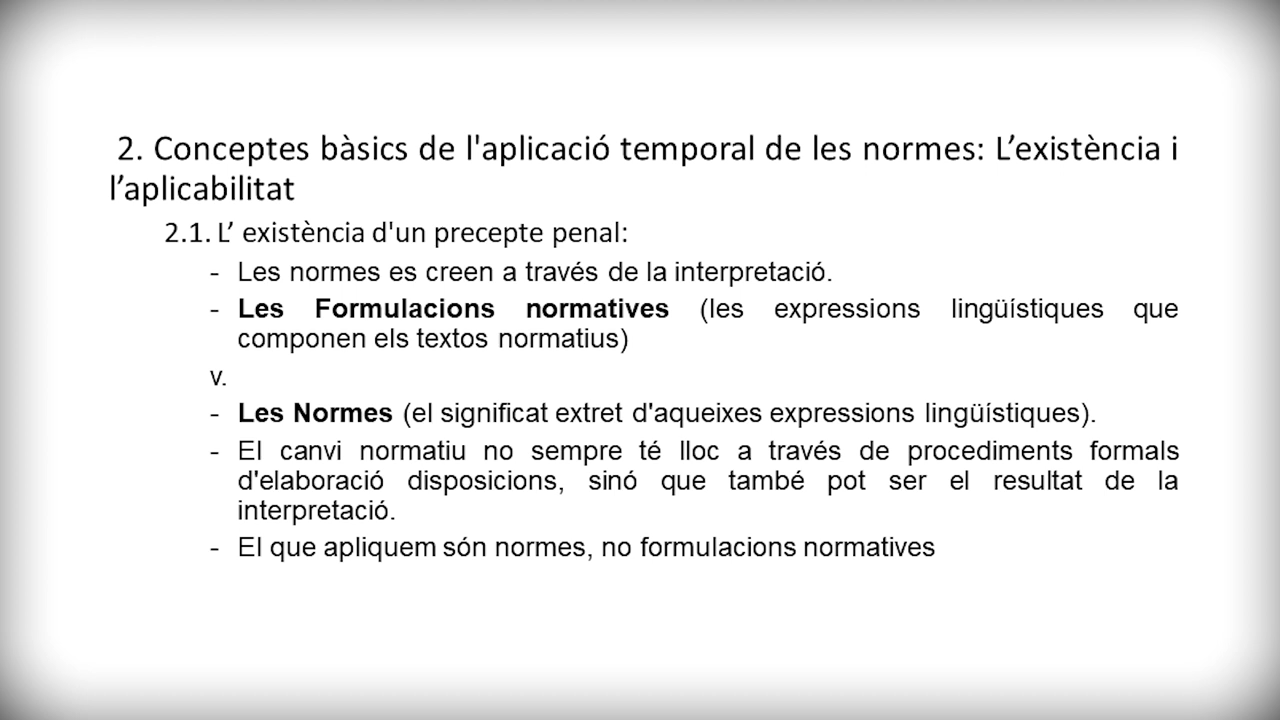 2. Conceptes bàsics de l'aplicació temporal de les normes: L’existència i
l’aplicabilitat
2.1. L’ existència d'un precepte penal:
- Les normes es creen a través de la interpretació.
- Les Formulacions normatives (les expressions lingüístiques que
componen els textos normatius)
v.
- Les Normes (el significat extret d'aqueixes expressions lingüístiques).
- El canvi normatiu no sempre té lloc a través de procediments formals
d'elaboració disposicions, sinó que també pot ser el resultat de la
interpretació.
- El que apliquem són normes, no formulacions normatives